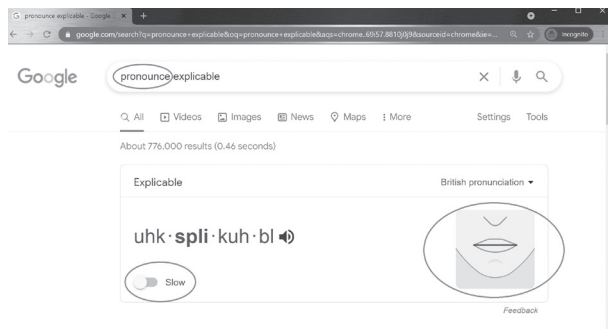 G pronounce explicable - Google × +
google.com/search?q=pronounce+explicable&oq=pronounce+explicable&aqs=chrome..69i57.8810j0j9&sourceid=chrome&ie=... Incognito
Google pronounce explicable
All Videos Images News Maps More Settings Tools
About 776.000 results (0.46 seconds)
Explicable British pronunciation
uhk·spli·kuh·bl
Slow
Feedback